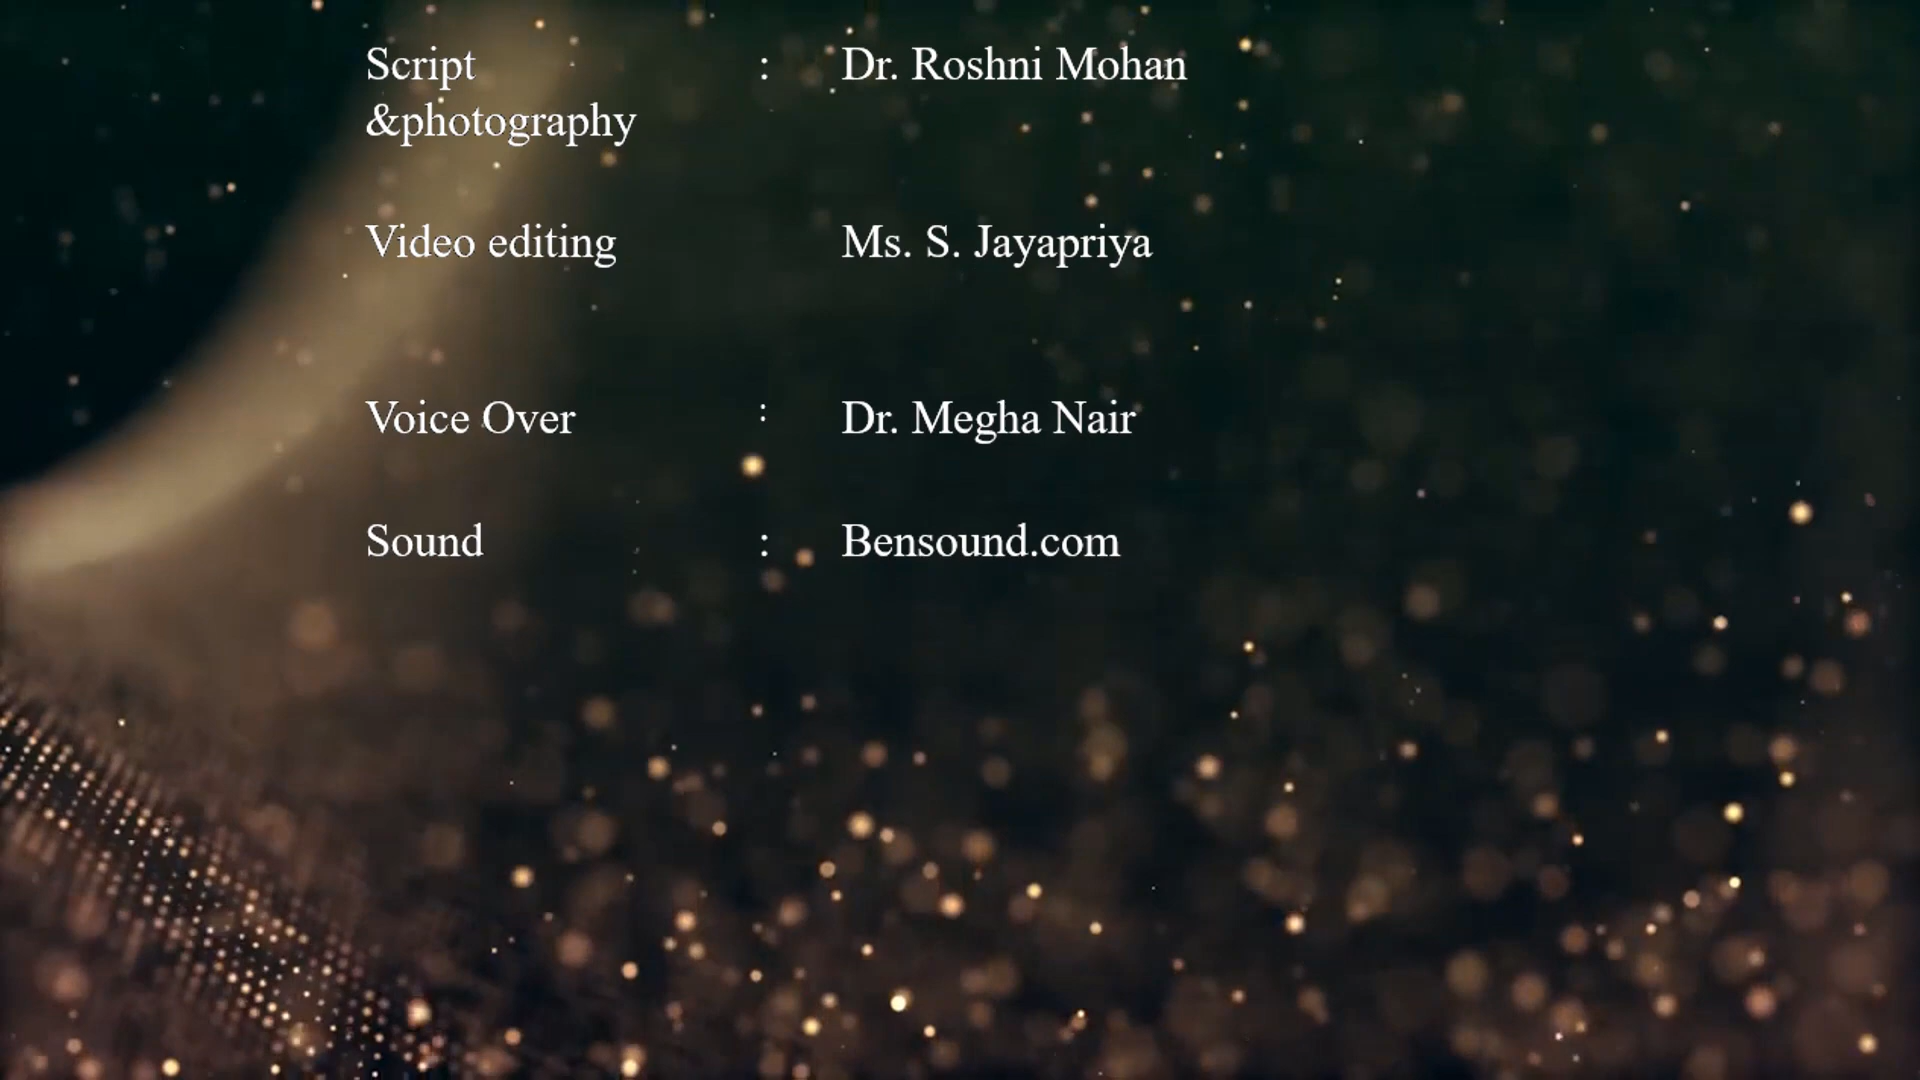 Script : Dr. Roshni Mohan
&photography
Video editing Ms. S. Jayapriya
Voice Over : Dr. Megha Nair
Sound : Bensound.com